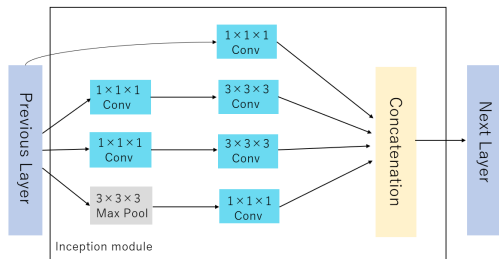 Previous Layer
1×1×1
Conv
1×1×1
Conv
3×3×3
Conv
1×1×1
Conv
3×3×3
Conv
3×3×3
Max Pool
1×1×1
Conv
Concatenation
Next Layer
Inception module